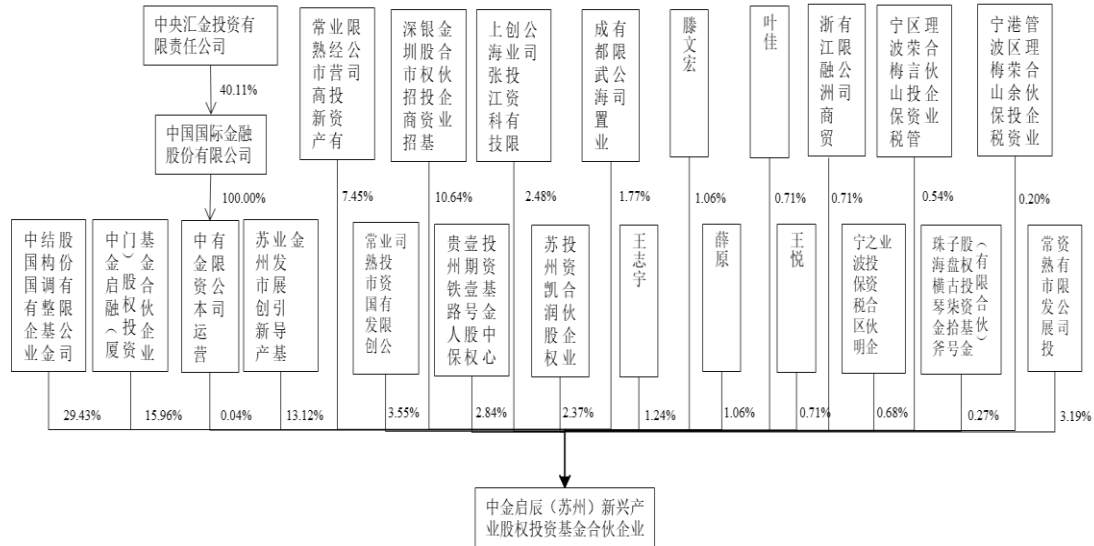 中央汇金投资有
限责任公司
40.11%
中国国际金融
股份有限公司
100.00%
常熟市高新产
业经营投资有
限公司
深圳市招商招
银股权投资基
金合伙企业
上海张江科技
创业投资有限
公司
成都武海置业
有限公司
滕文宏
叶佳
浙江融洲商贸
有限公司
宁波梅山保税
区荣言投资管
理合伙企业
宁波梅山保税
港区荣余投资
管理合伙企业
7.45%
10.64%
2.48%
1.77%
1.06%
0.71%
0.71%
0.54%
0.20%
中国国有企业
结构调整基金
股份有限公司
中金启融（厦
门）股权投资
基金合伙企业
中金资本运营
有限公司
苏州市创新产
业发展引导基
金
常熟市国发创
业投资有限公
司
贵州铁路人保
壹期壹号股权
投资基金中心
苏州凯润股权
投资合伙企业
王志宇
薛原
王悦
宁波保税区明
之投资合伙企
业
珠海横琴金斧
子盘古柒拾号
股权投资基金
（有限合伙）
常熟市发展投
资有限公司
29.43%
15.96%
0.04%
13.12%
3.55%
2.84%
2.37%
1.24%
1.06%
0.71%
0.68%
0.27%
3.19%
中金启辰（苏州）新兴产
业股权投资基金合伙企业